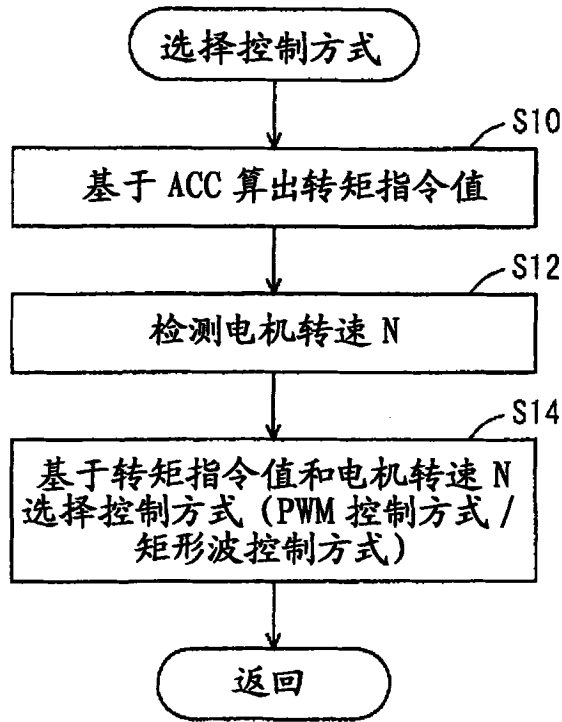 选择控制方式
S10
基于 ACC 算出转矩指令值
S12
检测电机转速 N
S14
基于转矩指令值和电机转速 N
选择控制方式 (PWM 控制方式 /
矩形波控制方式)
返回